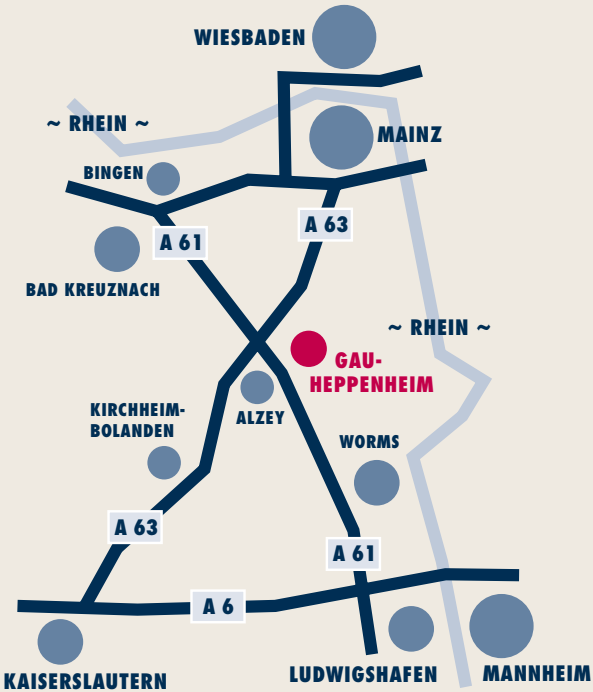 WIESBADEN
~ RHEIN ~
MAINZ
BINGEN
A 63
A 61
BAD KREUZNACH
~ RHEIN ~
GAU-
HEPPENHEIM
KIRCHHEIM-
BOLANDEN
ALZEY
WORMS
A 63
A 61
A 6
KAISERSLAUTERN
LUDWIGSHAFEN
MANNHEIM